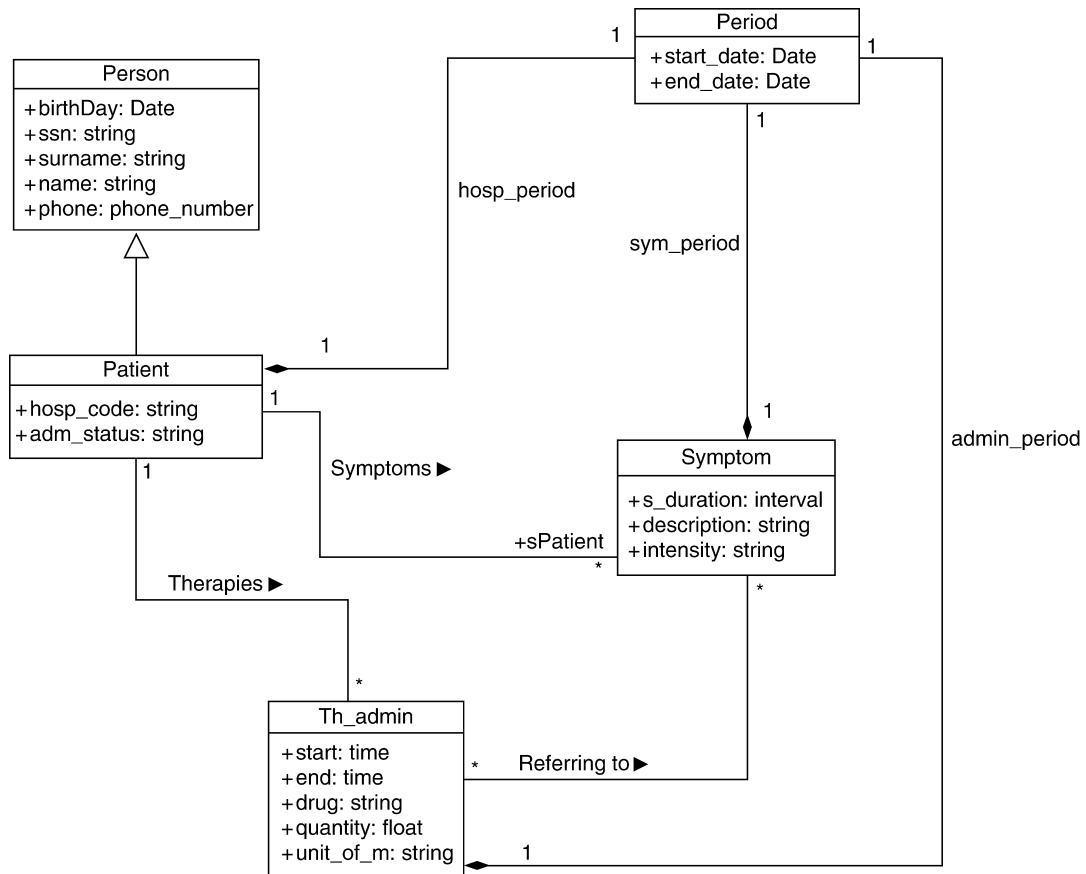 Period
+start_date: Date
+end_date: Date
1
1
1
Person
+birthDay: Date
+ssn: string
+surname: string
+name: string
+phone: phone_number
hosp_period
sym_period
admin_period
Patient
+hosp_code: string
+adm_status: string
1
1
1
Symptoms ▶
+sPatient
*
1
Symptom
+s_duration: interval
+description: string
+intensity: string
*
Therapies ▶
*
Th_admin
+start: time
+end: time
+drug: string
+quantity: float
+unit_of_m: string
*
Referring to ▶
1